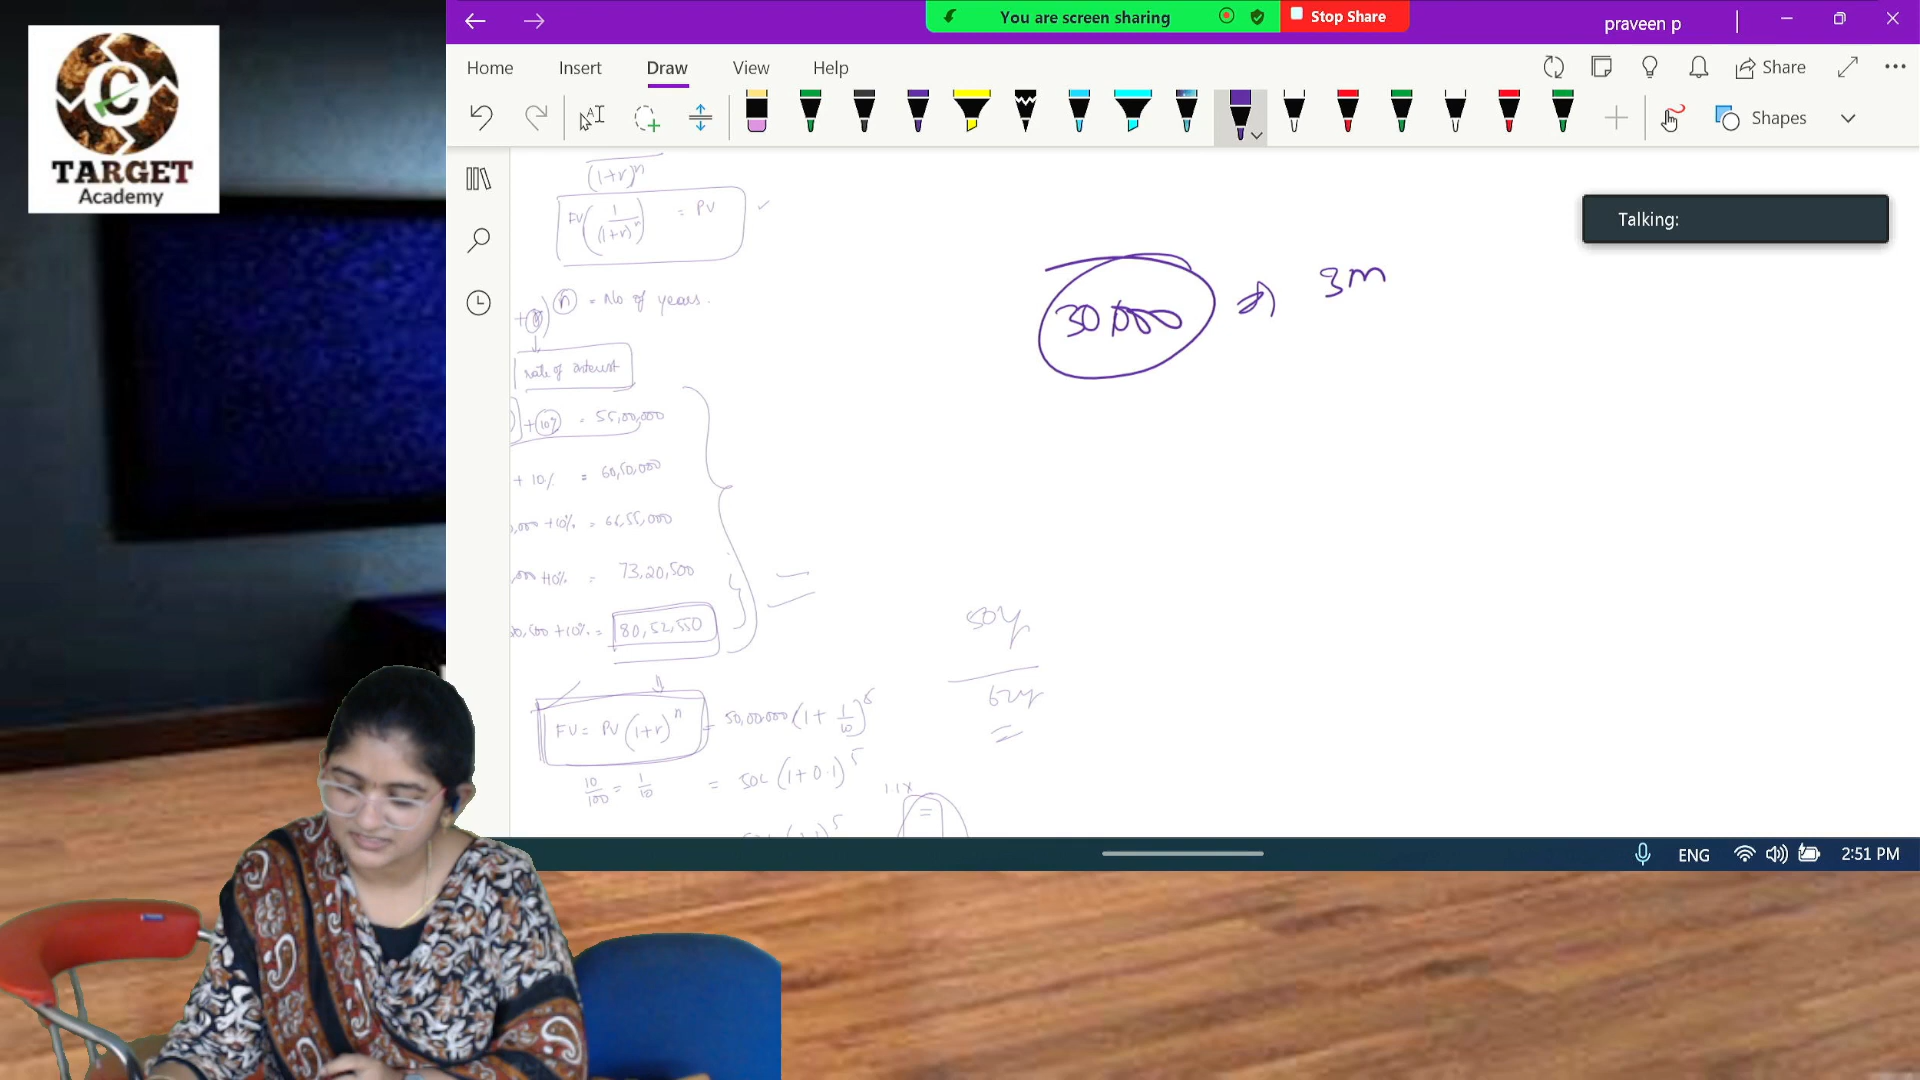 TARGET
Academy
You are screen sharing
Stop Share
praveen p
Home
Insert
Draw
View
Help
Share
Shapes
Talking:
(1+r)^n
FV(1/(1+r)^n) = PV
n = No of years.
rate of interest
+10% = 55,00,000
+ 10% = 60,50,000
+10% = 66,55,000
+10% = 73,20,500
+10% = 80,52,550
FV = PV(1+r)^n = 50,00,000(1+1/10)^5
10/100 = 1/10
= 50L (1+0.1)^5
30,000
3m
50y
62y
ENG
2:51 PM